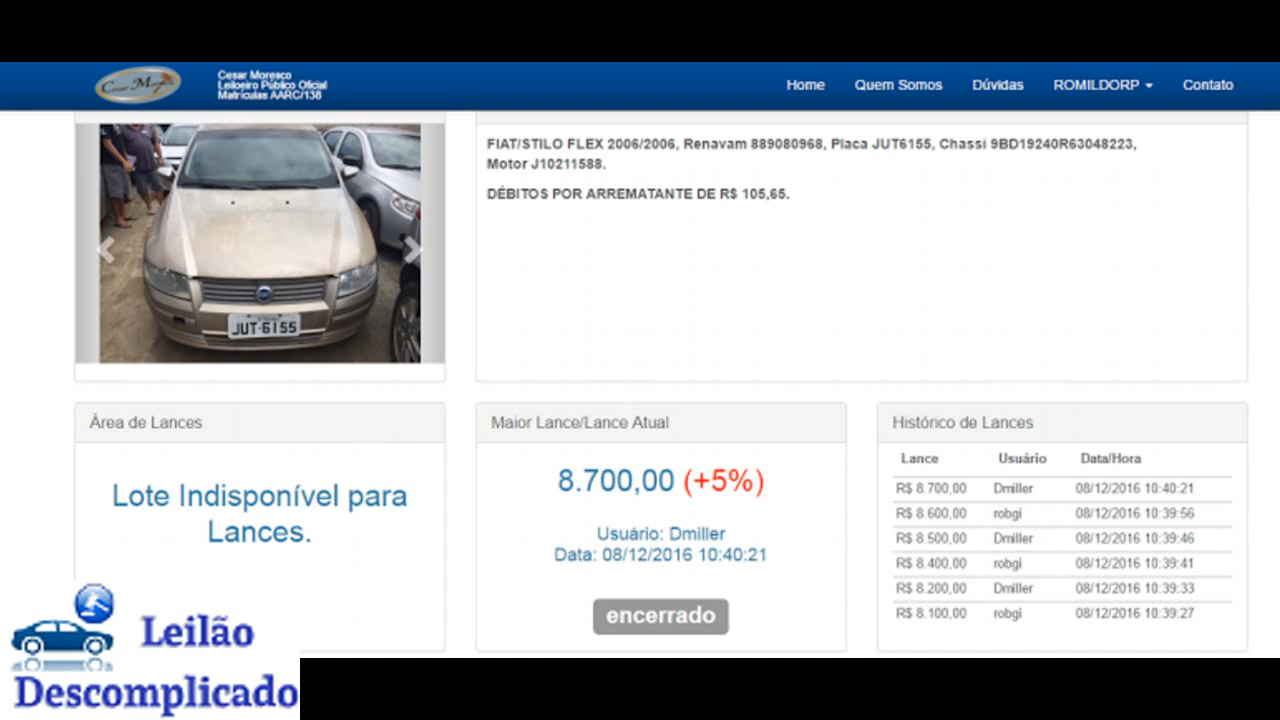 Cesar Moresco
Leiloeiro Público Oficial
Matrículas AARC/138
Home
Quem Somos
Dúvidas
ROMILDORP
Contato
JUT-6155
FIAT/STILO FLEX 2006/2006, Renavam 889080968, Placa JUT6155, Chassi 9BD19240R63048223,
Motor J10211588.
DÉBITOS POR ARREMATANTE DE R$ 105,65.
Àrea de Lances
Lote Indisponível para
Lances.
Maior Lance/Lance Atual
8.700,00 (+5%)
Usuário: Dmiller
Data: 08/12/2016 10:40:21
encerrado
Histórico de Lances
Lance Usuário Data/Hora
R$ 8.700,00 Dmiller 08/12/2016 10:40:21
R$ 8.600,00 robgi 08/12/2016 10:39:56
R$ 8.500,00 Dmiller 08/12/2016 10:39:46
R$ 8.400,00 robgi 08/12/2016 10:39:41
R$ 8.200,00 Dmiller 08/12/2016 10:39:33
R$ 8.100,00 robgi 08/12/2016 10:39:27
Leilão
Descomplicado